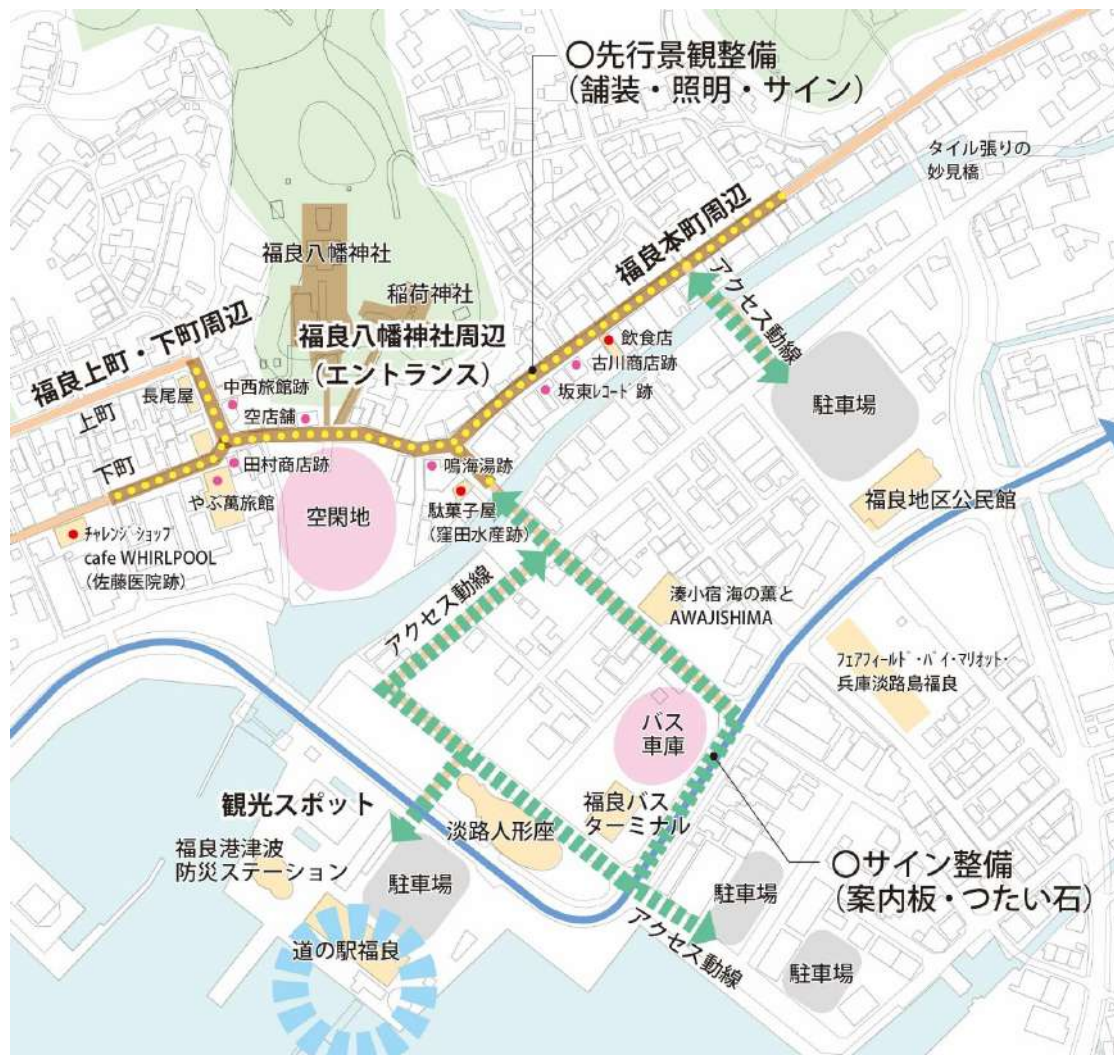 〇先行景観整備
(舗装・照明・サイン)
タイル張りの
妙見橋
福良本町周辺
福良八幡神社
稲荷神社
アクセス動線
福良八幡神社周辺
(エントランス)
福良上町・下町周辺
飲食店
古川商店跡
坂東レコード跡
駐車場
長尾屋
中西旅館跡
上町
空店舗
下町
田村商店跡
鳴海湯跡
やぶ萬旅館
空閑地
駄菓子屋
(窪田水産跡)
福良地区公民館
チャレンジショップ
cafe WHIRLPOOL
(佐藤医院跡)
アクセス動線
湊小宿 海の薫と
AWAJISHIMA
フェアフィールド・バイ・マリオット・
兵庫淡路島福良
バス
車庫
観光スポット
福良バス
ターミナル
淡路人形座
福良港津波
防災ステーション
〇サイン整備
(案内板・つたい石)
駐車場
駐車場
アクセス動線
道の駅福良
駐車場